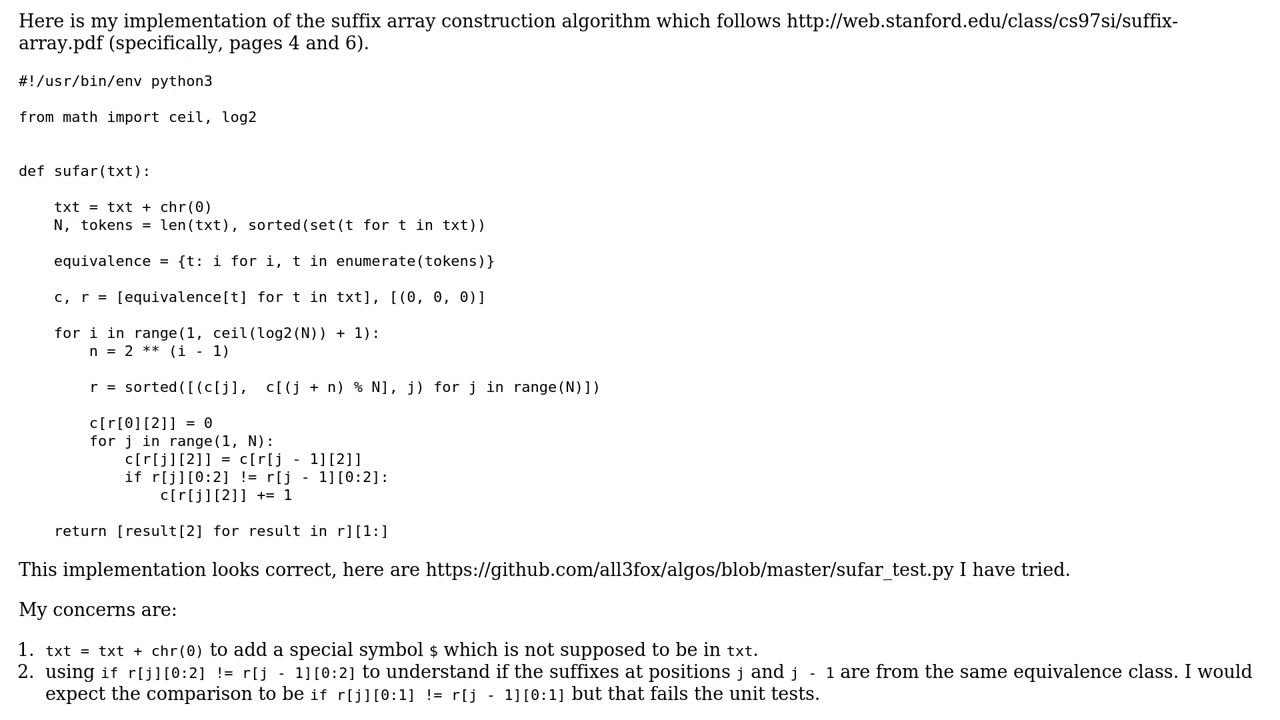 Here is my implementation of the suffix array construction algorithm which follows http://web.stanford.edu/class/cs97si/suffix-
array.pdf (specifically, pages 4 and 6).
#!/usr/bin/env python3
from math import ceil, log2
def sufar(txt):
    txt = txt + chr(0)
    N, tokens = len(txt), sorted(set(t for t in txt))
    equivalence = {t: i for i, t in enumerate(tokens)}
    c, r = [equivalence[t] for t in txt], [(0, 0, 0)]
    for i in range(1, ceil(log2(N)) + 1):
        n = 2 ** (i - 1)
        r = sorted([(c[j],  c[(j + n) % N], j) for j in range(N)])
        c[r[0][2]] = 0
        for j in range(1, N):
            c[r[j][2]] = c[r[j - 1][2]]
            if r[j][0:2] != r[j - 1][0:2]:
                c[r[j][2]] += 1
    return [result[2] for result in r][1:]
This implementation looks correct, here are https://github.com/all3fox/algos/blob/master/sufar_test.py I have tried.
My concerns are:
1. txt = txt + chr(0) to add a special symbol $ which is not supposed to be in txt.
2. using if r[j][0:2] != r[j - 1][0:2] to understand if the suffixes at positions j and j - 1 are from the same equivalence class. I would
expect the comparison to be if r[j][0:1] != r[j - 1][0:1] but that fails the unit tests.